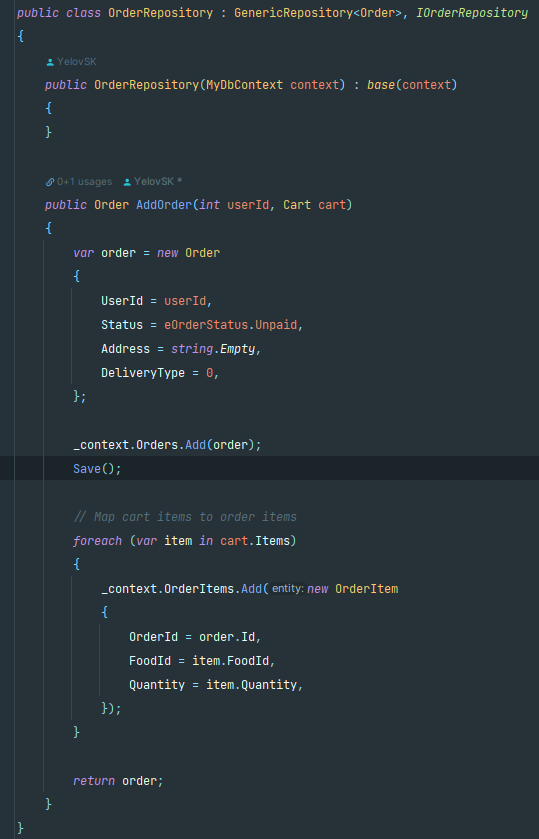 public class OrderRepository : GenericRepository<Order>, IOrderRepository
{
YelovSK
public OrderRepository(MyDbContext context) : base(context)
{
}
0+1 usages YelovSK *
public Order AddOrder(int userId, Cart cart)
{
var order = new Order
{
UserId = userId,
Status = eOrderStatus.Unpaid,
Address = string.Empty,
DeliveryType = 0,
};
_context.Orders.Add(order);
Save();
// Map cart items to order items
foreach (var item in cart.Items)
{
_context.OrderItems.Add( entity: new OrderItem
{
OrderId = order.Id,
FoodId = item.FoodId,
Quantity = item.Quantity,
});
}
return order;
}
}